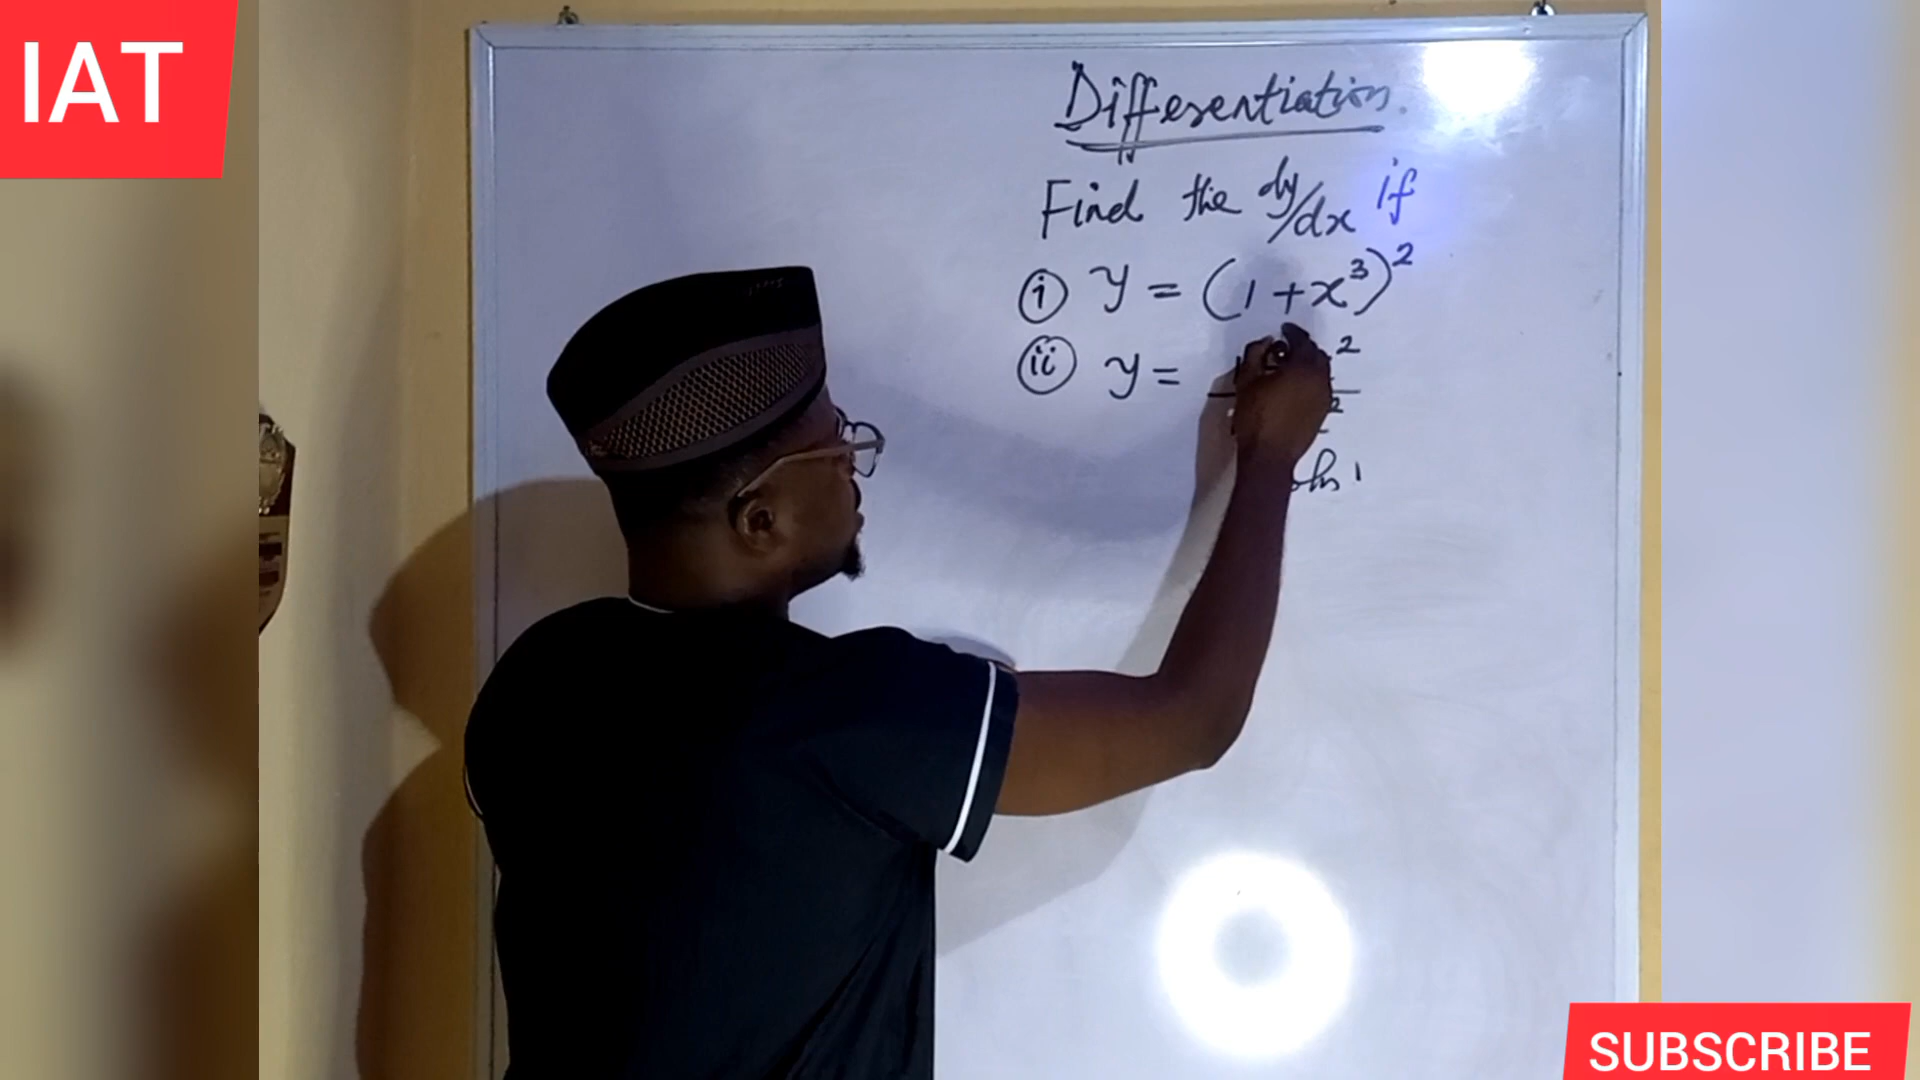 IAT
Differentiation.
Find the dy/dx if
(i) y = (1 + x³)²
(ii) y =
SUBSCRIBE